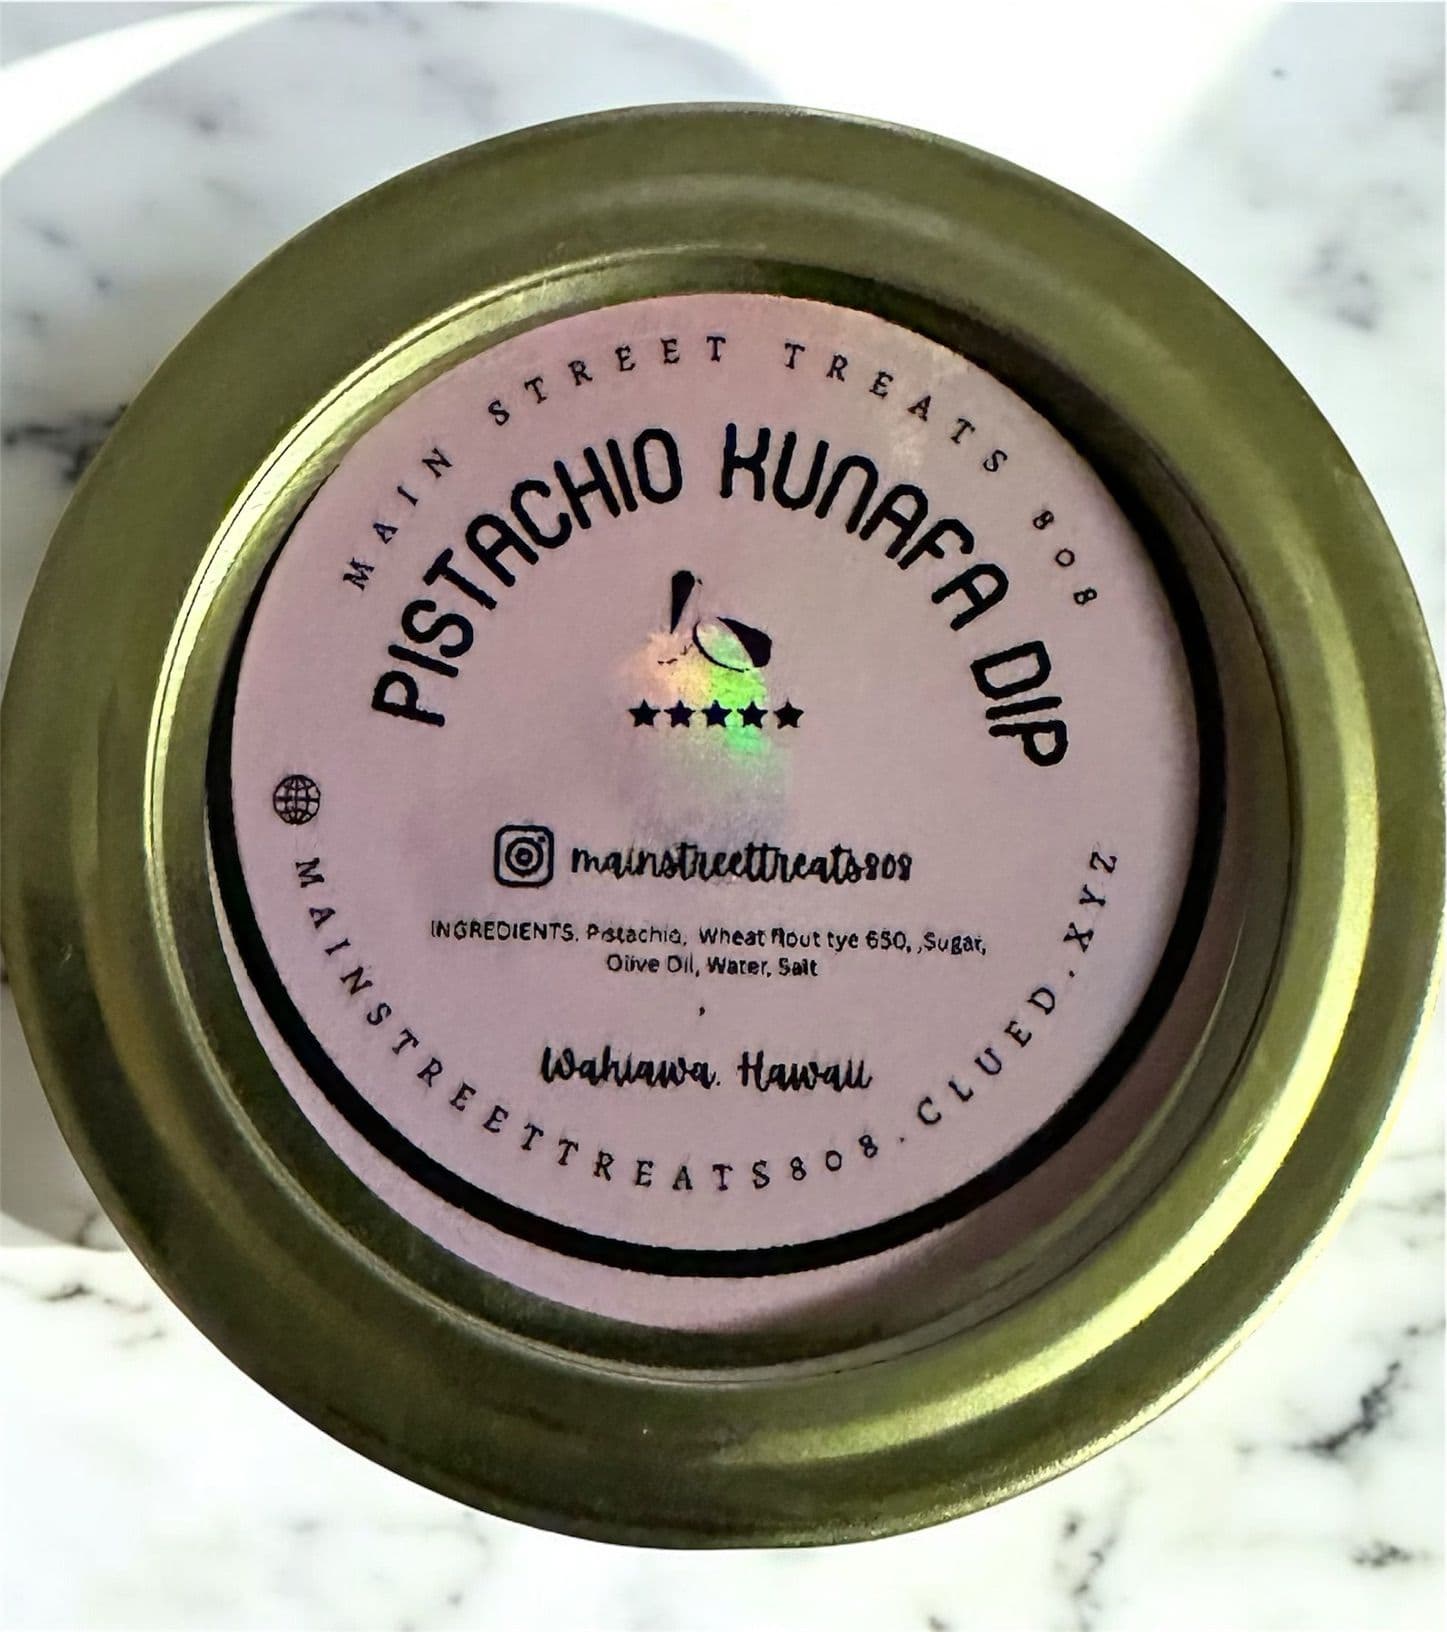 MAIN STREET TREATS 808
PISTACHIO KUNAFA DIP
mainstreettreats808
INGREDIENTS. Pistachio, Wheat flout tye 650, ,Sugar,
Olive Oil, Water, Salt
,
Wahiawa, Hawaii
MAINSTREETTREATS808.CLUED.XYZ